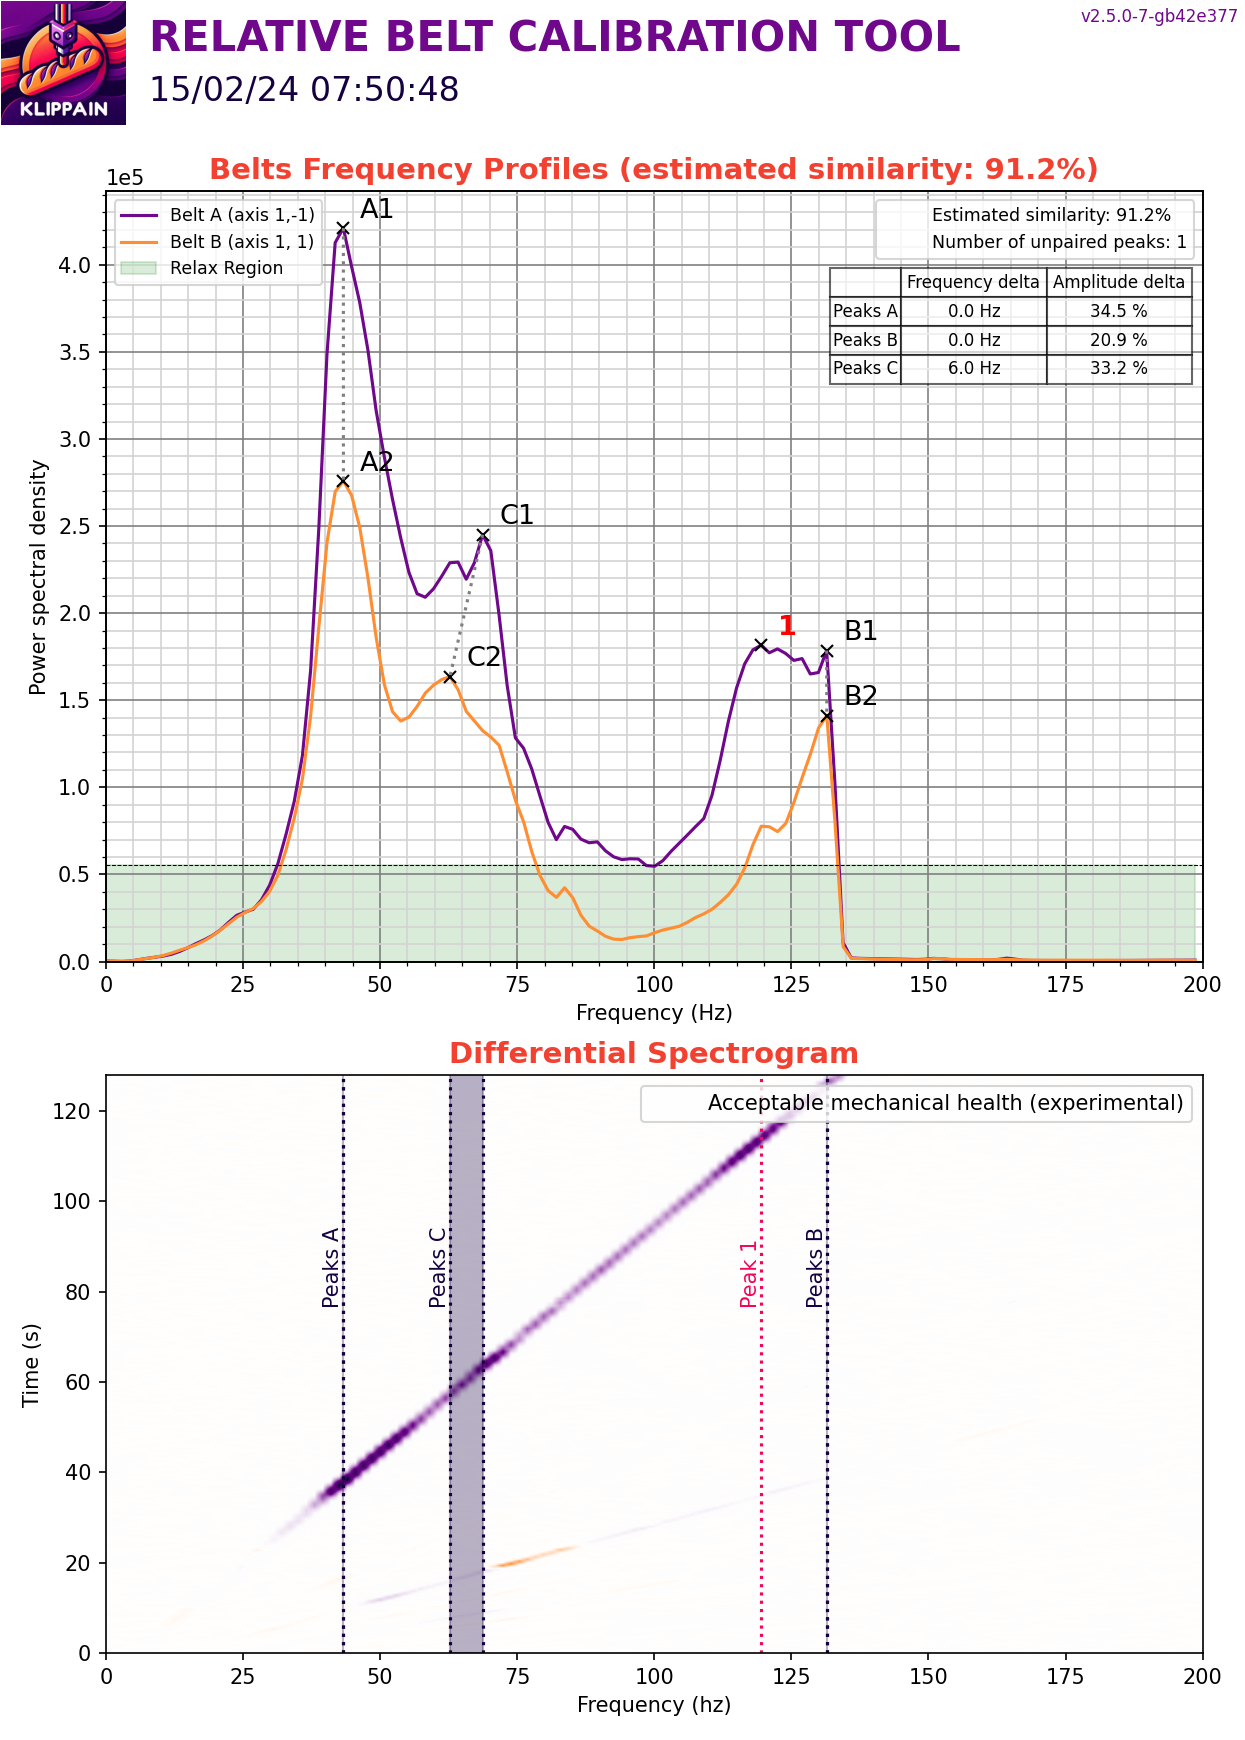 v2.5.0-7-gb42e377
RELATIVE BELT CALIBRATION TOOL
15/02/24 07:50:48
KLIPPAIN
Belts Frequency Profiles (estimated similarity: 91.2%)
1e5
Belt A (axis 1,-1)
Belt B (axis 1, 1)
Relax Region
Estimated similarity: 91.2%
Number of unpaired peaks: 1
Frequency delta Amplitude delta
Peaks A 0.0 Hz 34.5 %
Peaks B 0.0 Hz 20.9 %
Peaks C 6.0 Hz 33.2 %
A1
A2
C1
C2
1
B1
B2
4.0
3.5
3.0
2.5
2.0
1.5
1.0
0.5
0.0
Power spectral density
0 25 50 75 100 125 150 175 200
Frequency (Hz)
Differential Spectrogram
Acceptable mechanical health (experimental)
Peaks A
Peaks C
Peak 1
Peaks B
120
100
80
60
40
20
0
Time (s)
0 25 50 75 100 125 150 175 200
Frequency (hz)